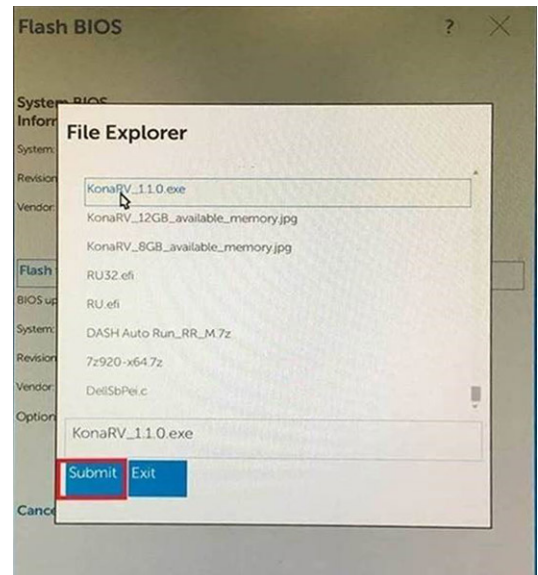 Flash BIOS ?
System BIOS
Infor
System:
Revision
Vendor:
File Explorer
KonaRV_1.1.0.exe
KonaRV_12GB_available_memory.jpg
KonaRV_8GB_available_memory.jpg
RU32.efi
RU.efi
DASH Auto Run_RR_M.7z
7z920-x64.7z
DellSbPei.c
Flash
BIOS up
System:
Revision
Vendor:
Option
KonaRV_1.1.0.exe
Submit Exit
Cance